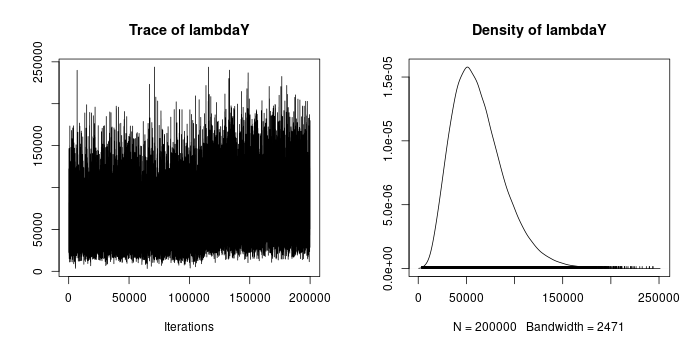 Trace of lambdaY
250000
150000
50000
0
0
50000
100000
150000
200000
Iterations
Density of lambdaY
1.5e-05
1.0e-05
5.0e-06
0.0e+00
0
50000
150000
250000
N = 200000 Bandwidth = 2471